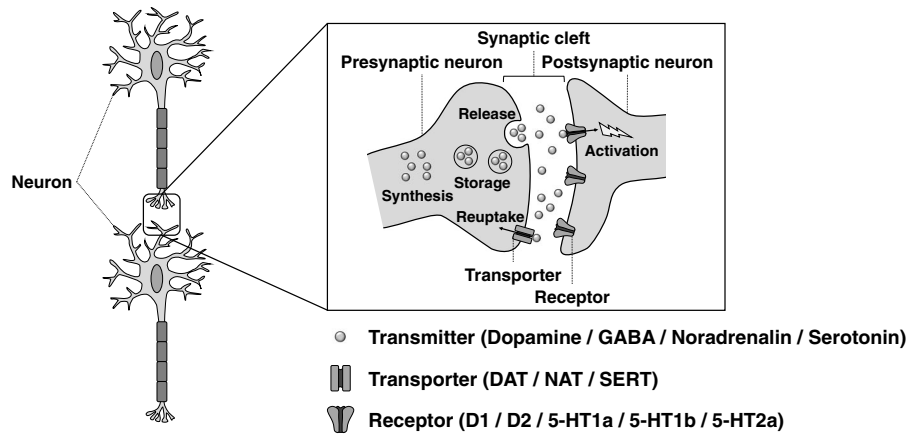 Synaptic cleft
Presynaptic neuron
Postsynaptic neuron
Release
Activation
Neuron
Synthesis
Storage
Reuptake
Transporter
Receptor
Transmitter (Dopamine / GABA / Noradrenalin / Serotonin)
Transporter (DAT / NAT / SERT)
Receptor (D1 / D2 / 5-HT1a / 5-HT1b / 5-HT2a)